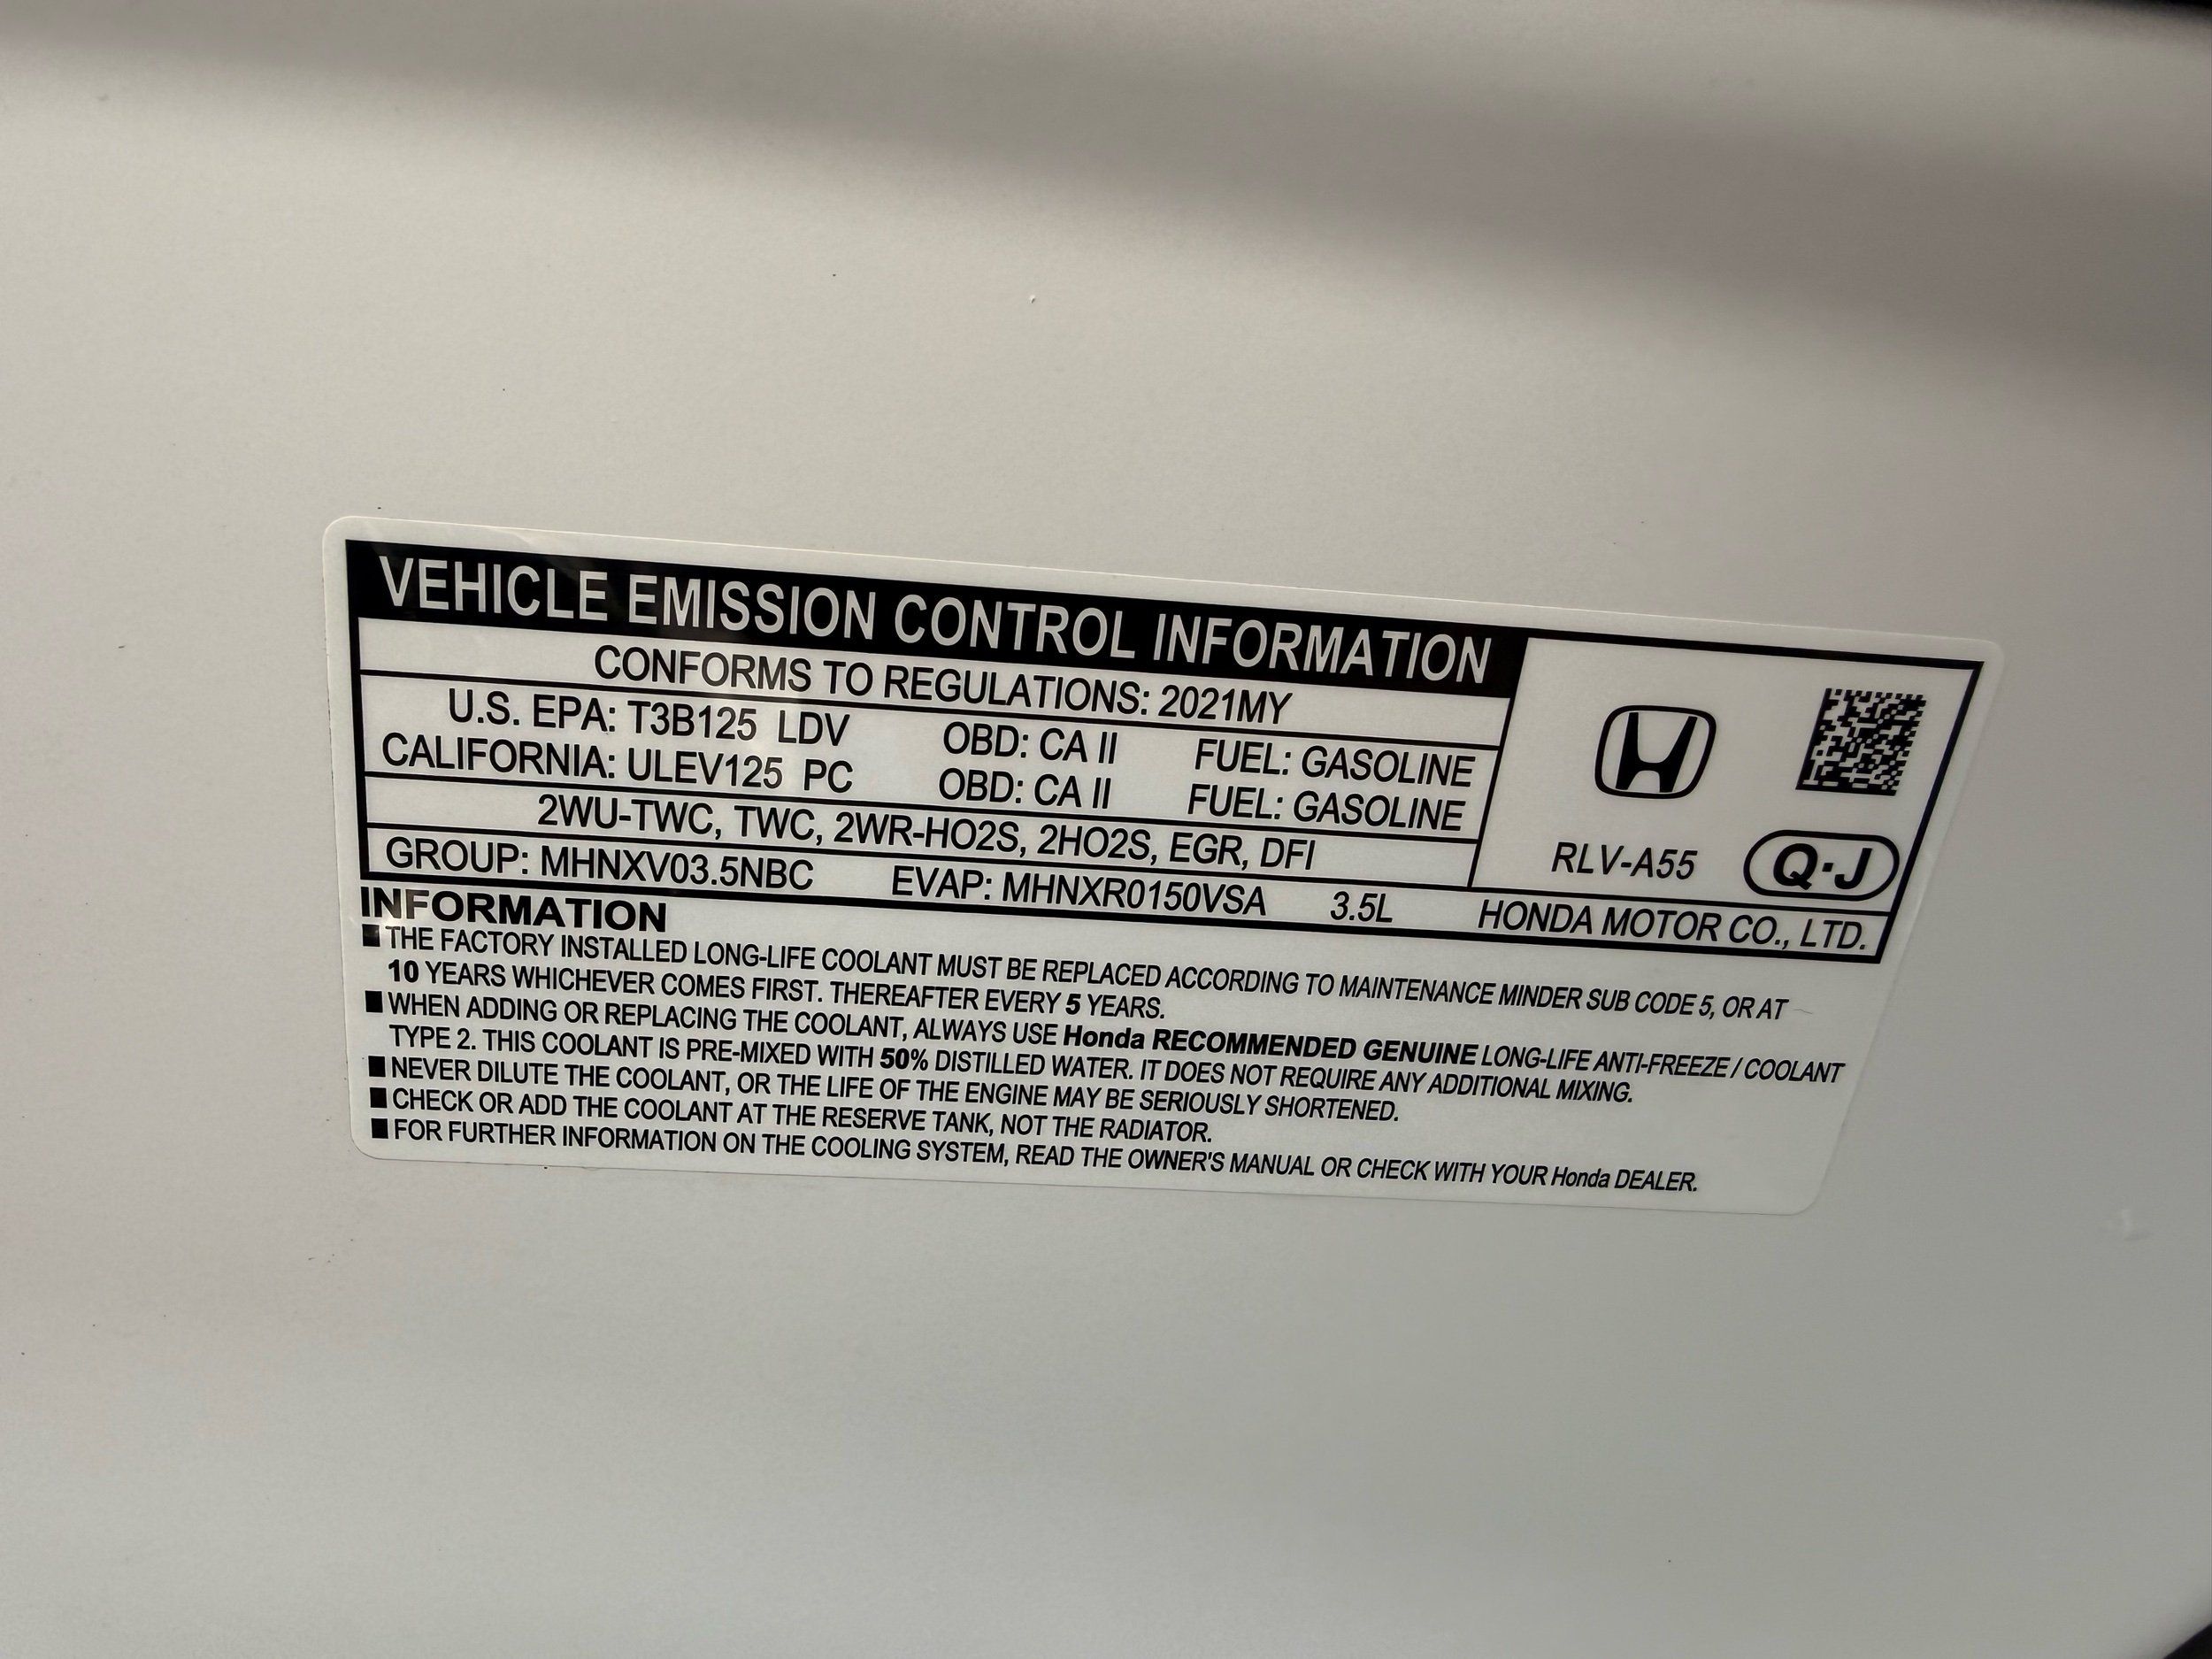 VEHICLE EMISSION CONTROL INFORMATION
CONFORMS TO REGULATIONS: 2021MY
U.S. EPA: T3B125 LDV OBD: CA II FUEL: GASOLINE
CALIFORNIA: ULEV125 PC OBD: CA II FUEL: GASOLINE
2WU-TWC, TWC, 2WR-HO2S, 2HO2S, EGR, DFI
RLV-A55 Q·J
GROUP: MHNXV03.5NBC EVAP: MHNXR0150VSA 3.5L HONDA MOTOR CO., LTD.
INFORMATION
■ THE FACTORY INSTALLED LONG-LIFE COOLANT MUST BE REPLACED ACCORDING TO MAINTENANCE MINDER SUB CODE 5, OR AT
10 YEARS WHICHEVER COMES FIRST. THEREAFTER EVERY 5 YEARS.
■ WHEN ADDING OR REPLACING THE COOLANT, ALWAYS USE Honda RECOMMENDED GENUINE LONG-LIFE ANTI-FREEZE / COOLANT
TYPE 2. THIS COOLANT IS PRE-MIXED WITH 50% DISTILLED WATER. IT DOES NOT REQUIRE ANY ADDITIONAL MIXING.
■ NEVER DILUTE THE COOLANT, OR THE LIFE OF THE ENGINE MAY BE SERIOUSLY SHORTENED.
■ CHECK OR ADD THE COOLANT AT THE RESERVE TANK, NOT THE RADIATOR.
■ FOR FURTHER INFORMATION ON THE COOLING SYSTEM, READ THE OWNER'S MANUAL OR CHECK WITH YOUR Honda DEALER.